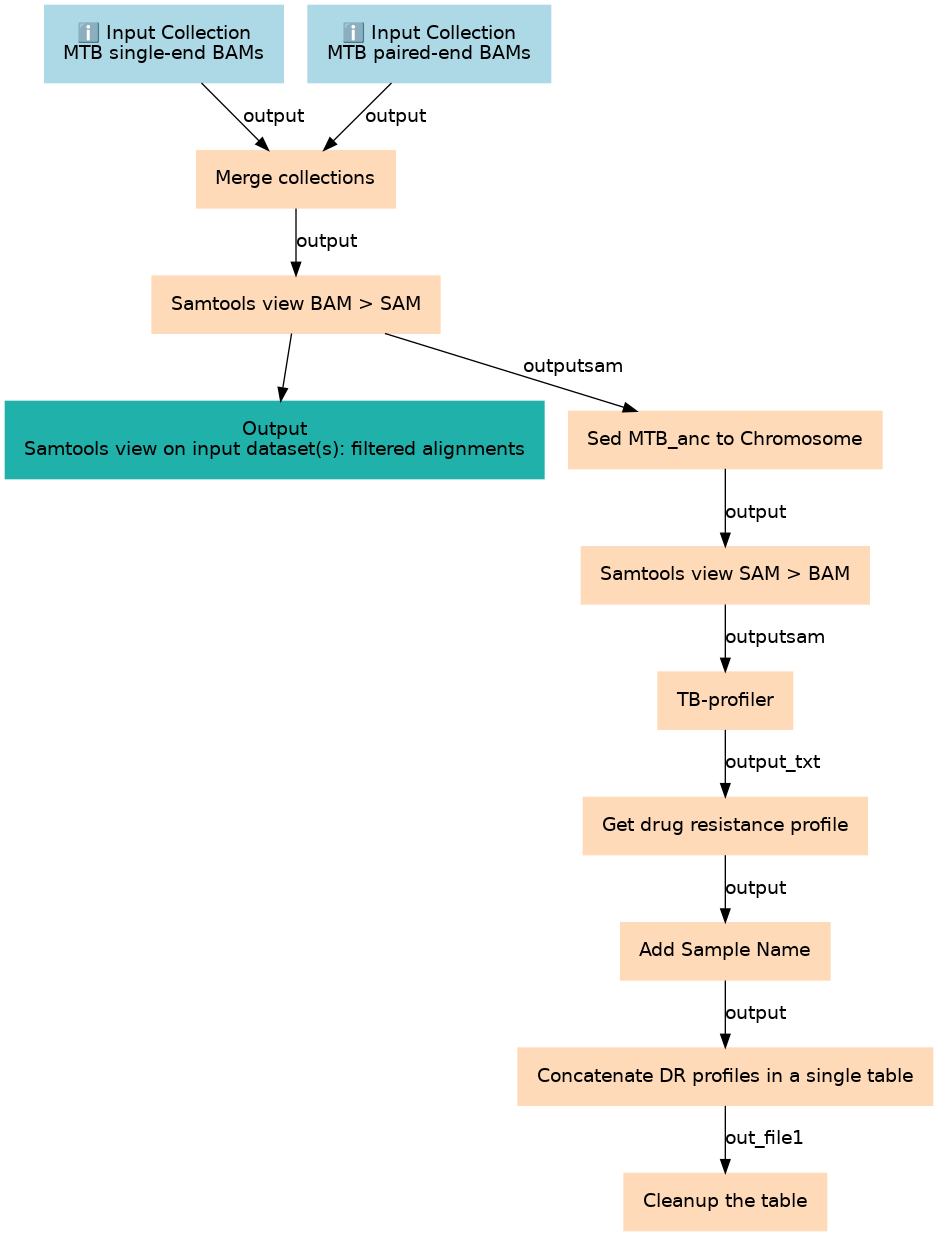 ℹ️ Input Collection
MTB single-end BAMs
ℹ️ Input Collection
MTB paired-end BAMs
output
output
Merge collections
output
Samtools view BAM > SAM
outputsam
Output
Samtools view on input dataset(s): filtered alignments
Sed MTB_anc to Chromosome
output
Samtools view SAM > BAM
outputsam
TB-profiler
output_txt
Get drug resistance profile
output
Add Sample Name
output
Concatenate DR profiles in a single table
out_file1
Cleanup the table